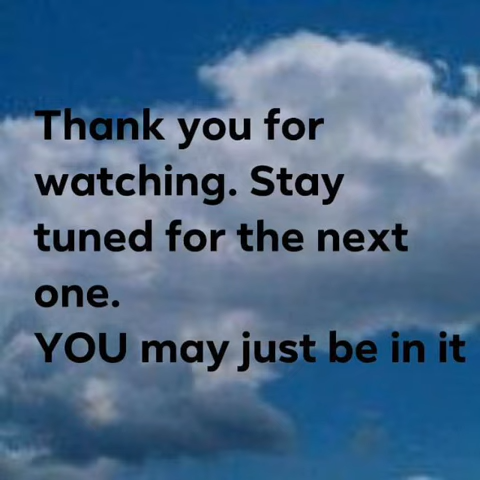 Thank you for
watching. Stay
tuned for the next
one.
YOU may just be in it